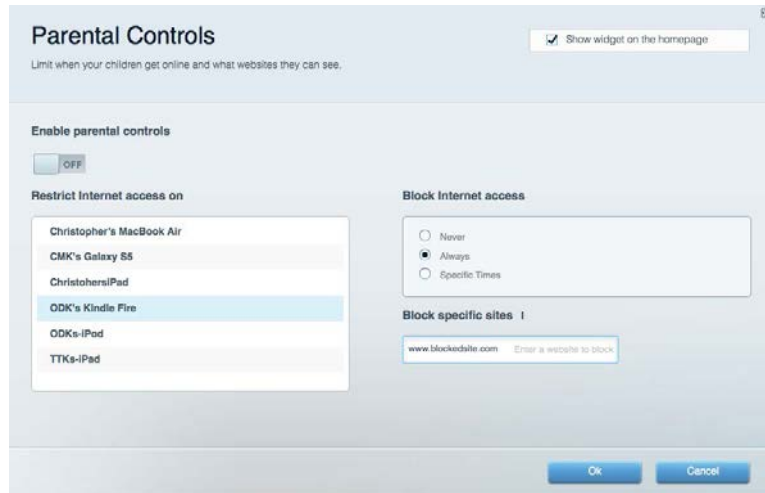 Parental Controls
Show widget on the homepage
Limit when your children get online and what websites they can see.
Enable parental controls
OFF
Restrict Internet access on
Christopher's MacBook Air
CMK's Galaxy S5
ChristohersiPad
ODK's Kindle Fire
ODKs-iPod
TTKs-iPad
Block Internet access
Never
Always
Specific Times
Block specific sites
www.blockedsite.com Enter a website to block
Ok
Cancel